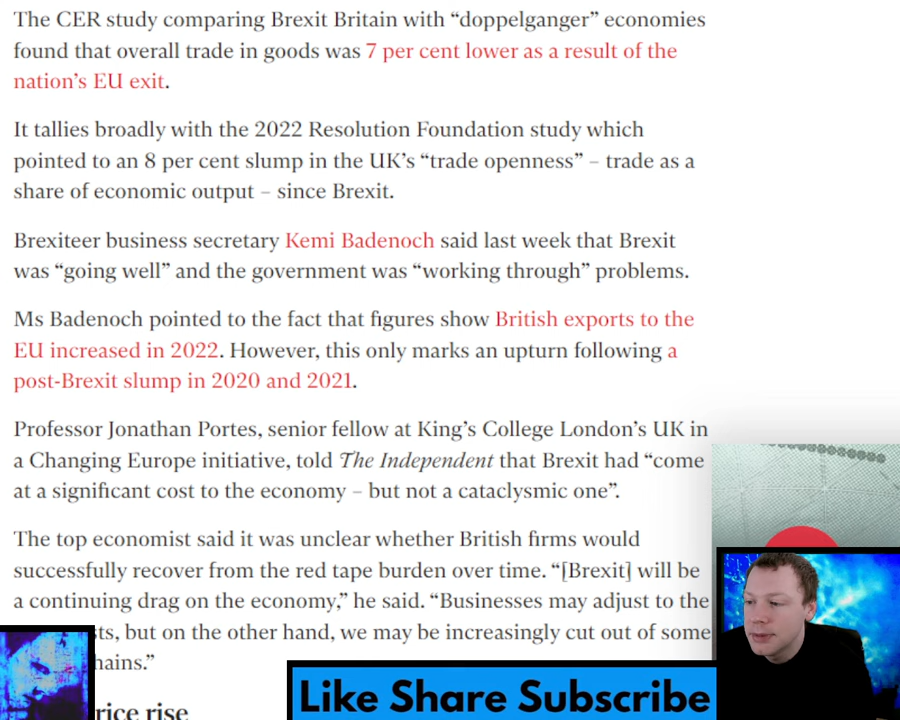 The CER study comparing Brexit Britain with “doppelganger” economies
found that overall trade in goods was 7 per cent lower as a result of the
nation’s EU exit.
It tallies broadly with the 2022 Resolution Foundation study which
pointed to an 8 per cent slump in the UK’s “trade openness” – trade as a
share of economic output – since Brexit.
Brexiteer business secretary Kemi Badenoch said last week that Brexit
was “going well” and the government was “working through” problems.
Ms Badenoch pointed to the fact that figures show British exports to the
EU increased in 2022. However, this only marks an upturn following a
post-Brexit slump in 2020 and 2021.
Professor Jonathan Portes, senior fellow at King’s College London’s UK in
a Changing Europe initiative, told The Independent that Brexit had “come
at a significant cost to the economy – but not a cataclysmic one”.
The top economist said it was unclear whether British firms would
successfully recover from the red tape burden over time. “[Brexit] will be
a continuing drag on the economy,” he said. “Businesses may adjust to the
sts, but on the other hand, we may be increasingly cut out of some
hains.”
rice rise
Like Share Subscribe